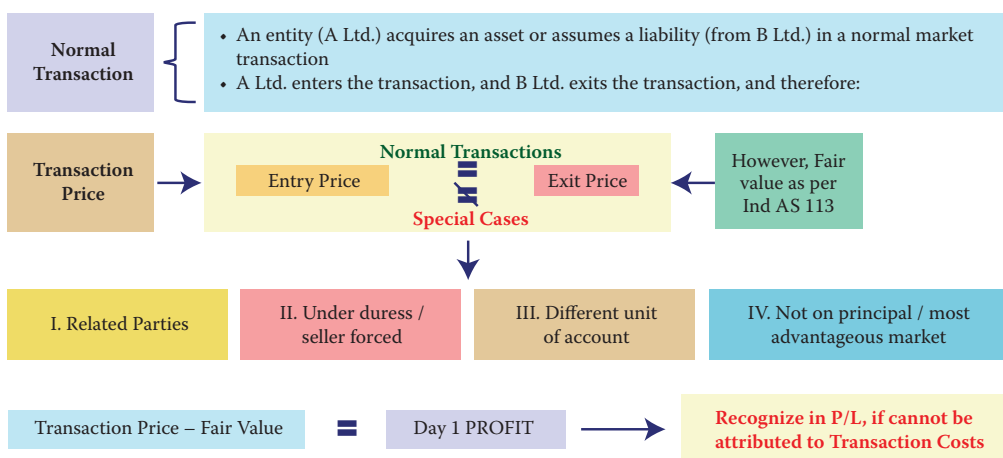 Normal
Transaction
• An entity (A Ltd.) acquires an asset or assumes a liability (from B Ltd.) in a normal market
transaction
• A Ltd. enters the transaction, and B Ltd. exits the transaction, and therefore:
Transaction
Price
Normal Transactions
Entry Price
=
Exit Price
≠
Special Cases
However, Fair
value as per
Ind AS 113
I. Related Parties
II. Under duress /
seller forced
III. Different unit
of account
IV. Not on principal / most
advantageous market
Transaction Price – Fair Value
=
Day 1 PROFIT
Recognize in P/L, if cannot be
attributed to Transaction Costs